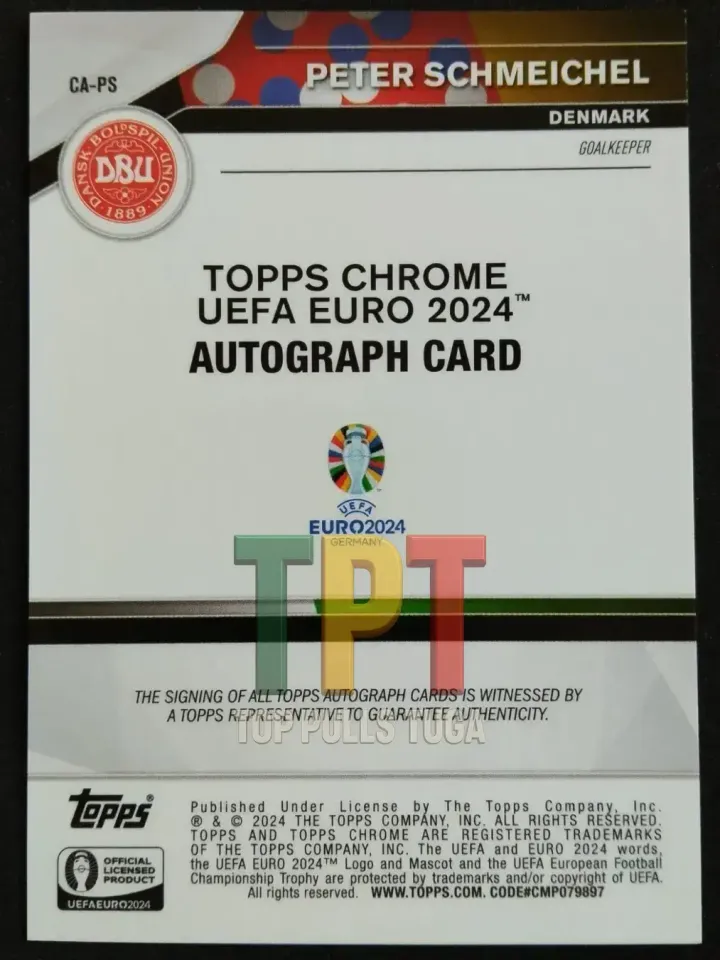 CA-PS
PETER SCHMEICHEL
DENMARK
GOALKEEPER
DANSK BOLDSPIL-UNION
DBU
1889
TOPPS CHROME
UEFA EURO 2024™
AUTOGRAPH CARD
UEFA
EURO2024
GERMANY
TPT
TOP PULLS TUGA
THE SIGNING OF ALL TOPPS AUTOGRAPH CARDS IS WITNESSED BY
A TOPPS REPRESENTATIVE TO GUARANTEE AUTHENTICITY.
topps®
OFFICIAL
LICENSED
PRODUCT
UEFAEURO2024
Published Under License by The Topps Company, Inc.
® & © 2024 THE TOPPS COMPANY, INC. ALL RIGHTS RESERVED.
TOPPS AND TOPPS CHROME ARE REGISTERED TRADEMARKS
OF THE TOPPS COMPANY, INC. The UEFA and EURO 2024 words,
the UEFA EURO 2024™ Logo and Mascot and the UEFA European Football
Championship Trophy are protected by trademarks and/or copyright of UEFA.
All rights reserved. WWW.TOPPS.COM. CODE#CMP079897